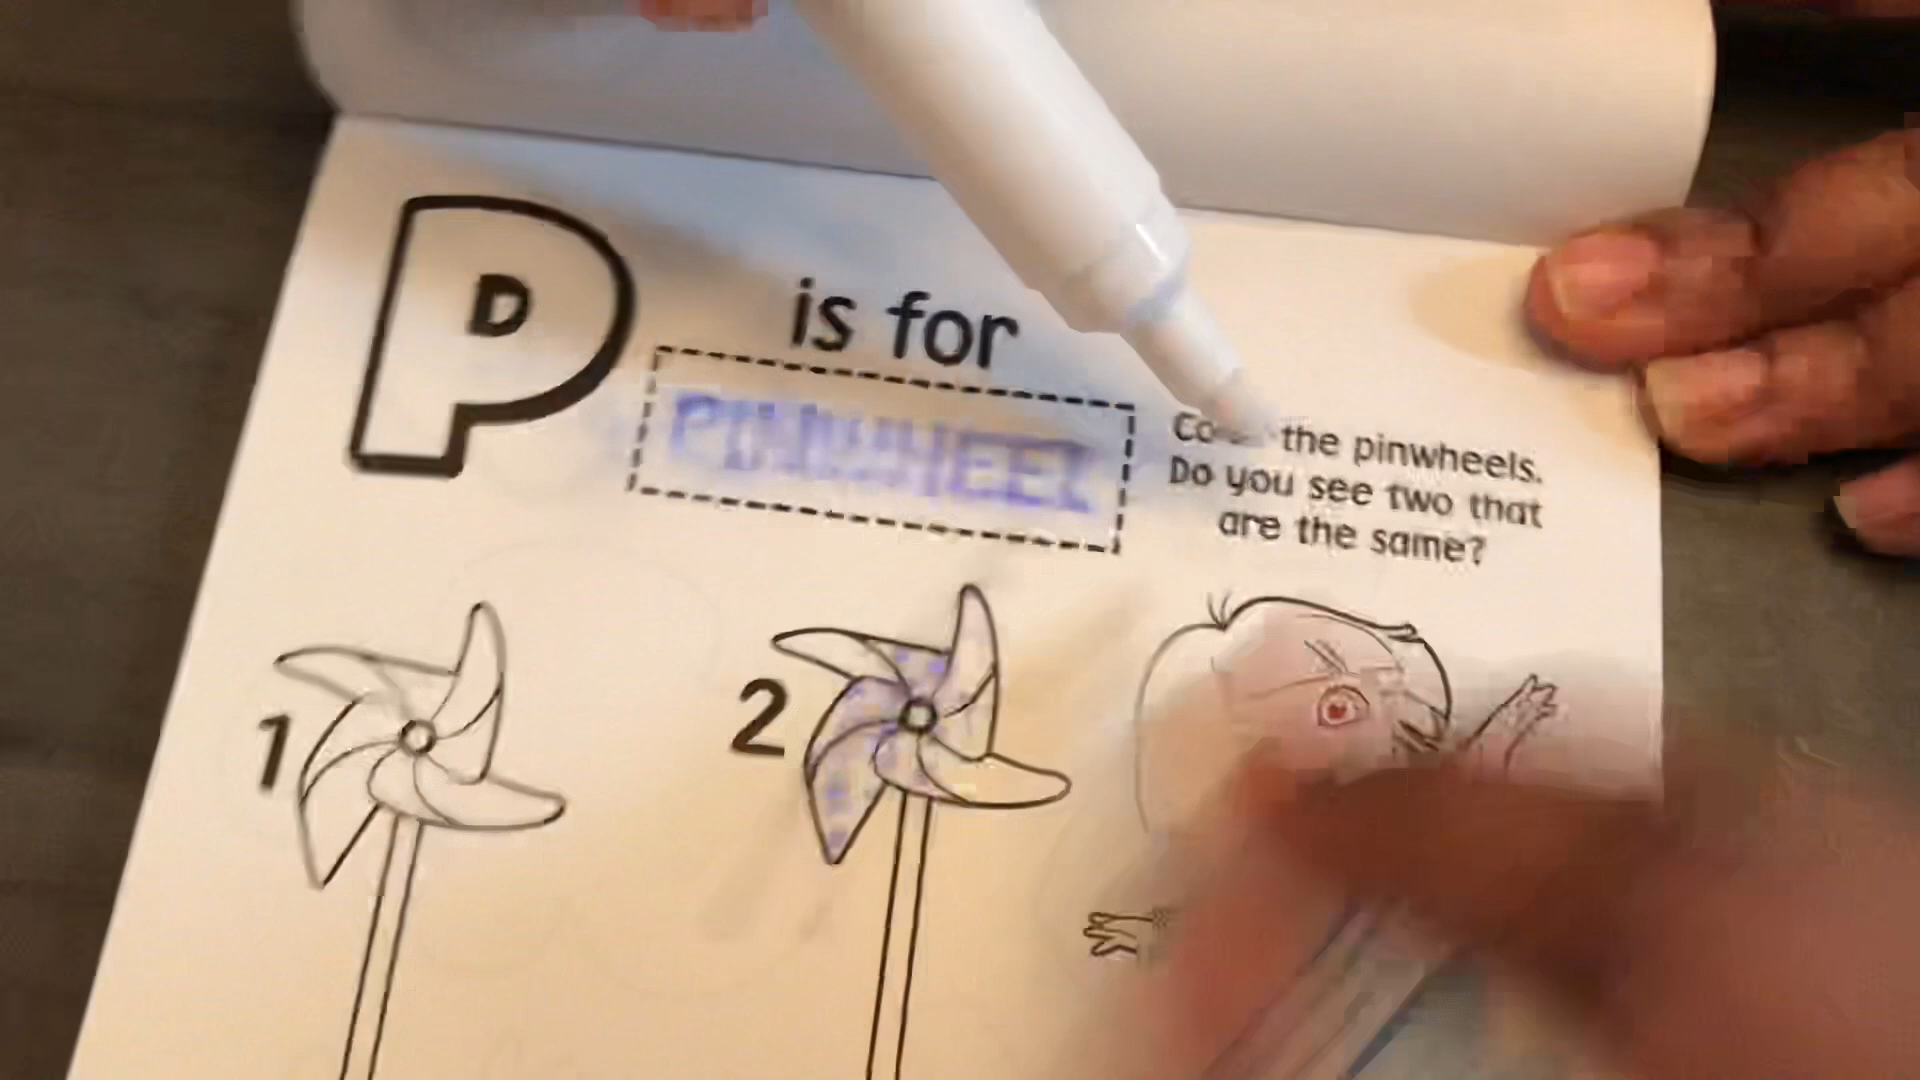 P is for
PINWHEEL
the pinwheels.
Do you see two that
are the same?
1 2